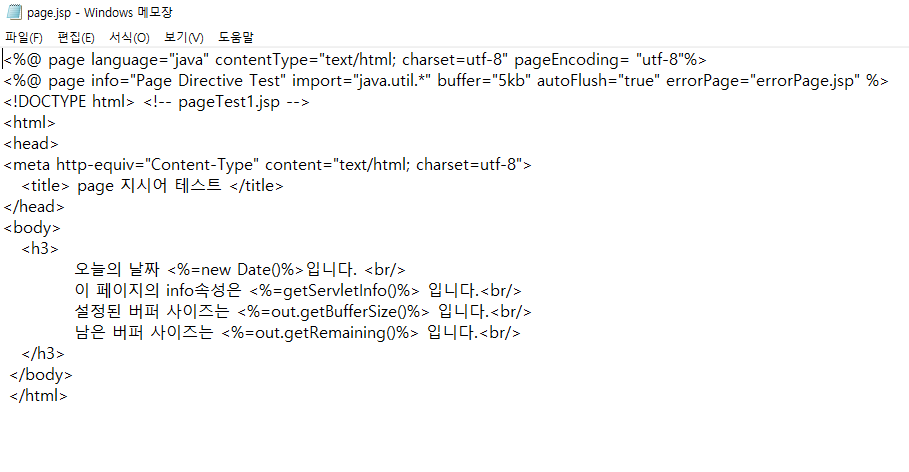 page.jsp - Windows 메모장
파일(F) 편집(E) 서식(O) 보기(V) 도움말
<%@ page language="java" contentType="text/html; charset=utf-8" pageEncoding= "utf-8"%>
<%@ page info="Page Directive Test" import="java.util.*" buffer="5kb" autoFlush="true" errorPage="errorPage.jsp" %>
<!DOCTYPE html> <!-- pageTest1.jsp -->
<html>
<head>
<meta http-equiv="Content-Type" content="text/html; charset=utf-8">
<title> page 지시어 테스트 </title>
</head>
<body>
<h3>
오늘의 날짜 <%=new Date()%>입니다. <br/>
이 페이지의 info속성은 <%=getServletInfo()%> 입니다.<br/>
설정된 버퍼 사이즈는 <%=out.getBufferSize()%> 입니다.<br/>
남은 버퍼 사이즈는 <%=out.getRemaining()%> 입니다.<br/>
</h3>
</body>
</html>